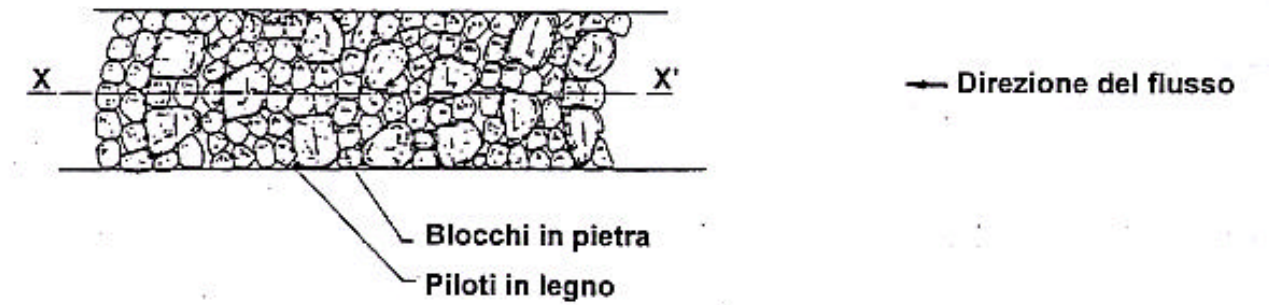 X
X'
Direzione del flusso
Blocchi in pietra
Piloti in legno